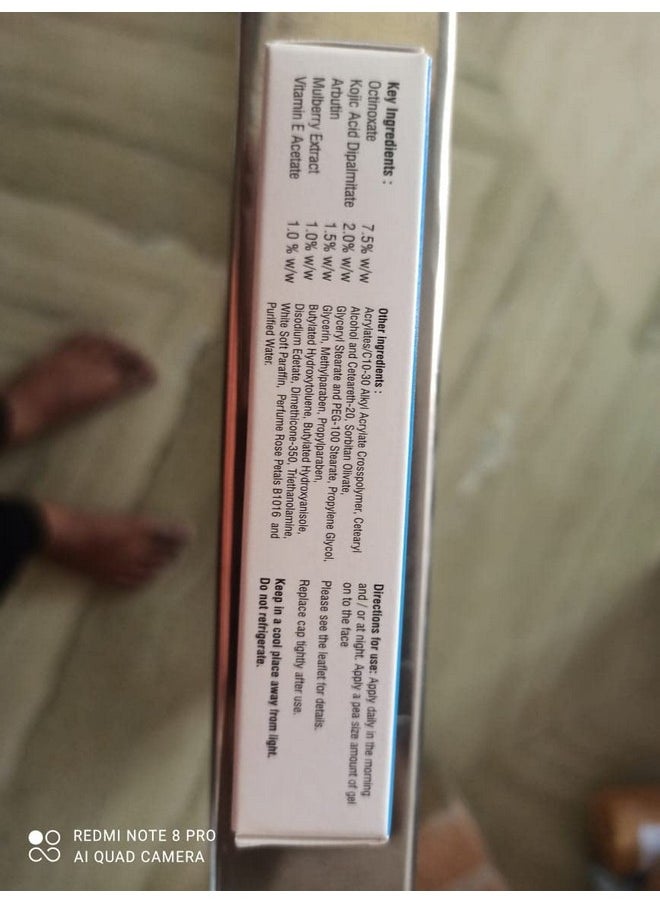 Key Ingredients :
Octinoxate 7.5% w/w
Kojic Acid Dipalmitate 2.0% w/w
Arbutin 1.5% w/w
Mulberry Extract 1.0% w/w
Vitamin E Acetate 1.0 % w/w
Other ingredients :
Acrylates/C10-30 Alkyl Acrylate Crosspolymer, Cetearyl
Alcohol and Ceteareth-20, Sorbitan Olivate,
Glyceryl Stearate and PEG-100 Stearate, Propylene Glycol,
Glycerin, Methylparaben, Propylparaben,
Butylated Hydroxytoluene, Butylated Hydroxyanisole,
Disodium Edetate, Dimethicone-350, Triethanolamine,
White Soft Paraffin, Perfume Rose Petals B1016 and
Purified Water.
Directions for use: Apply daily in the morning
and / or at night. Apply a pea size amount of gel
on to the face
Please see the leaflet for details.
Replace cap tightly after use.
Keep in a cool place away from light.
Do not refrigerate.
REDMI NOTE 8 PRO
AI QUAD CAMERA